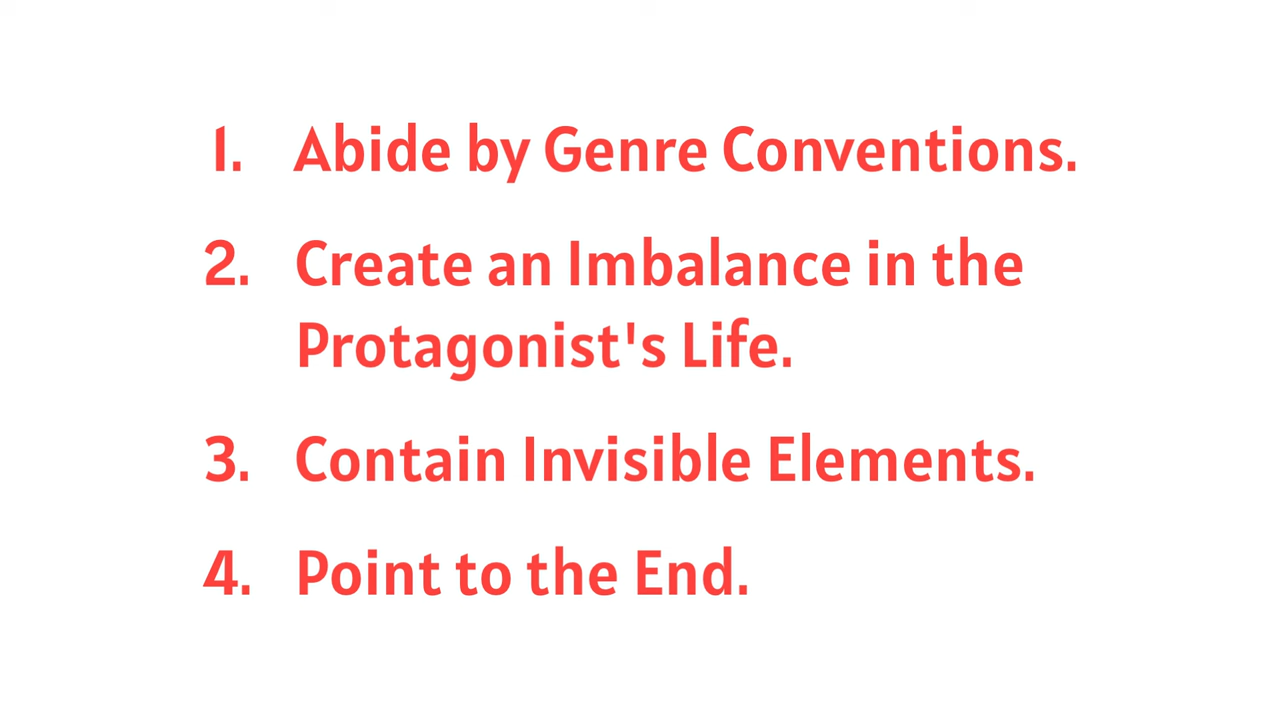 1. Abide by Genre Conventions.
2. Create an Imbalance in the
Protagonist's Life.
3. Contain Invisible Elements.
4. Point to the End.